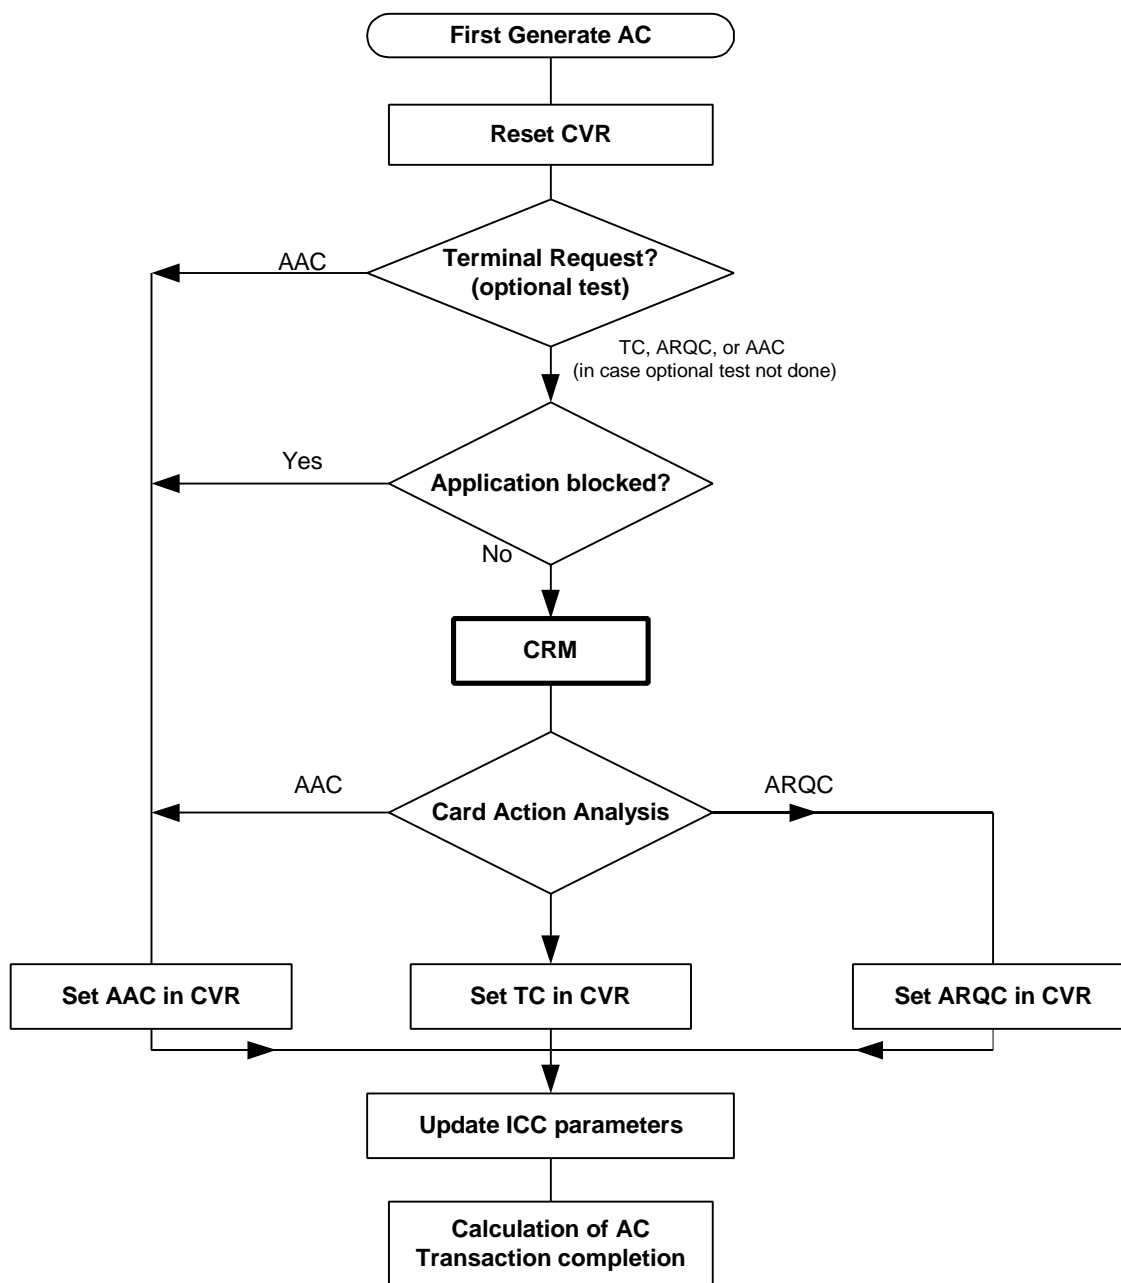 First Generate AC
Reset CVR
AAC
Terminal Request?
(optional test)
TC, ARQC, or AAC
(in case optional test not done)
Yes
Application blocked?
No
CRM
AAC
Card Action Analysis
ARQC
Set AAC in CVR
Set TC in CVR
Set ARQC in CVR
Update ICC parameters
Calculation of AC
Transaction completion